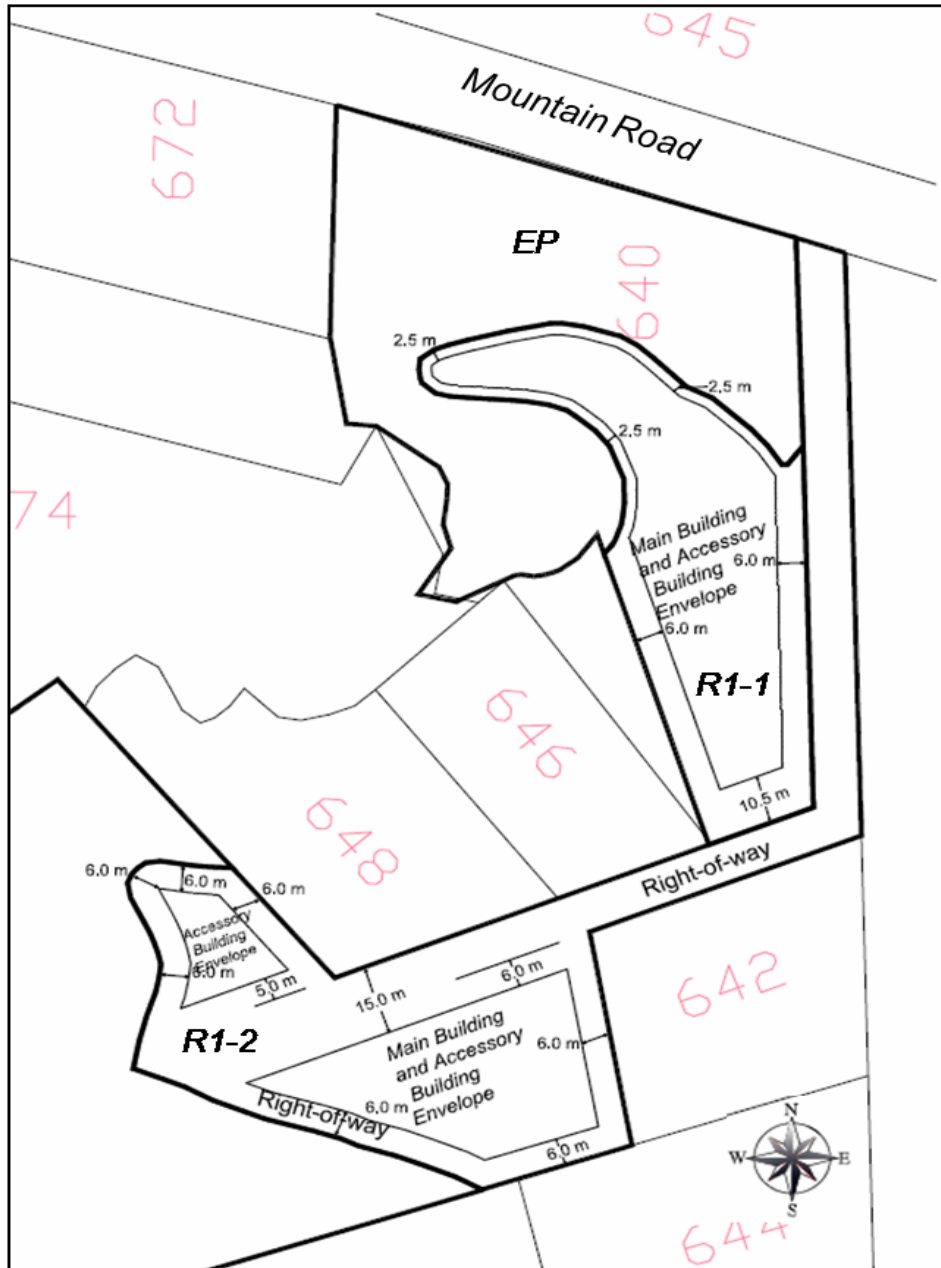 645
Mountain Road
672
EP
640
2.5 m
2.5 m
2.5 m
74
Main Building
and Accessory
Building
Envelope
6.0 m
6.0 m
R1-1
646
10.5 m
648
Right-of-way
6.0 m
6.0 m
6.0 m
Accessory
Building
Envelope
6.0 m
5.0 m
15.0 m
6.0 m
642
R1-2
Main Building
and Accessory
Building
Envelope
6.0 m
6.0 m
Right-of-way
6.0 m
N
W
E
S
644